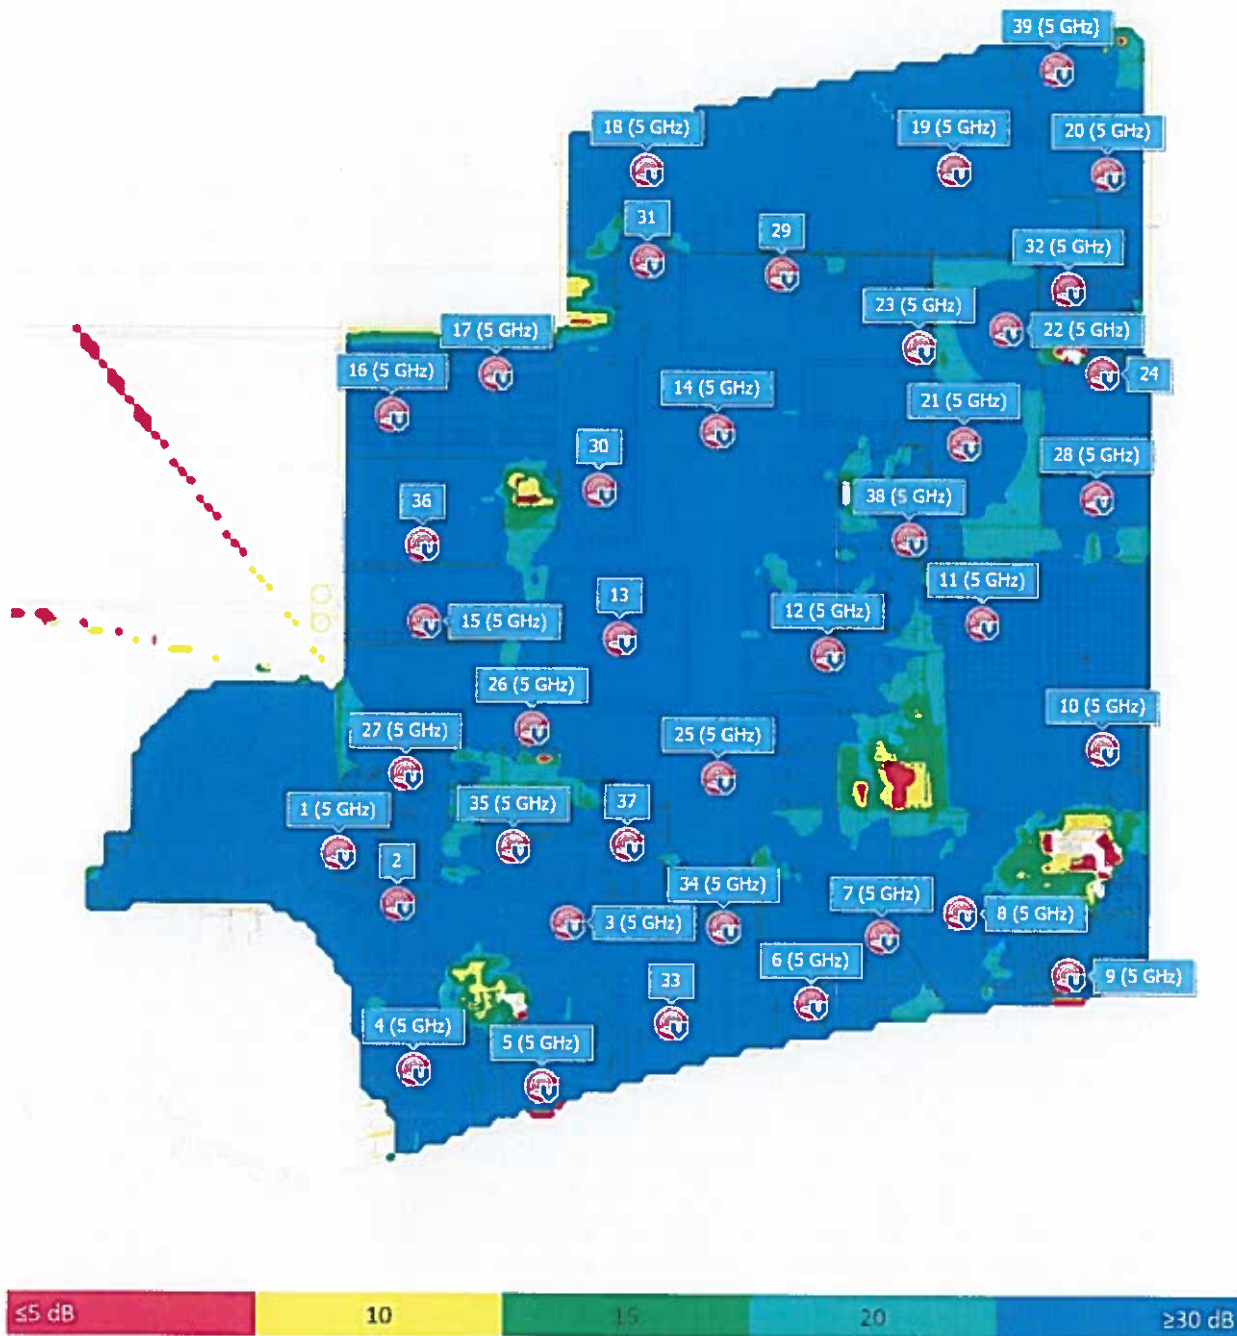 39 (5 GHz)
18 (5 GHz)
19 (5 GHz)
20 (5 GHz)
31
29
32 (5 GHz)
23 (5 GHz)
17 (5 GHz)
22 (5 GHz)
16 (5 GHz)
14 (5 GHz)
24
21 (5 GHz)
30
28 (5 GHz)
36
38 (5 GHz)
13
11 (5 GHz)
15 (5 GHz)
12 (5 GHz)
26 (5 GHz)
27 (5 GHz)
25 (5 GHz)
10 (5 GHz)
1 (5 GHz)
35 (5 GHz)
37
2
34 (5 GHz)
7 (5 GHz)
3 (5 GHz)
8 (5 GHz)
6 (5 GHz)
33
9 (5 GHz)
4 (5 GHz)
5 (5 GHz)
≤5 dB 10 15 20 ≥30 dB